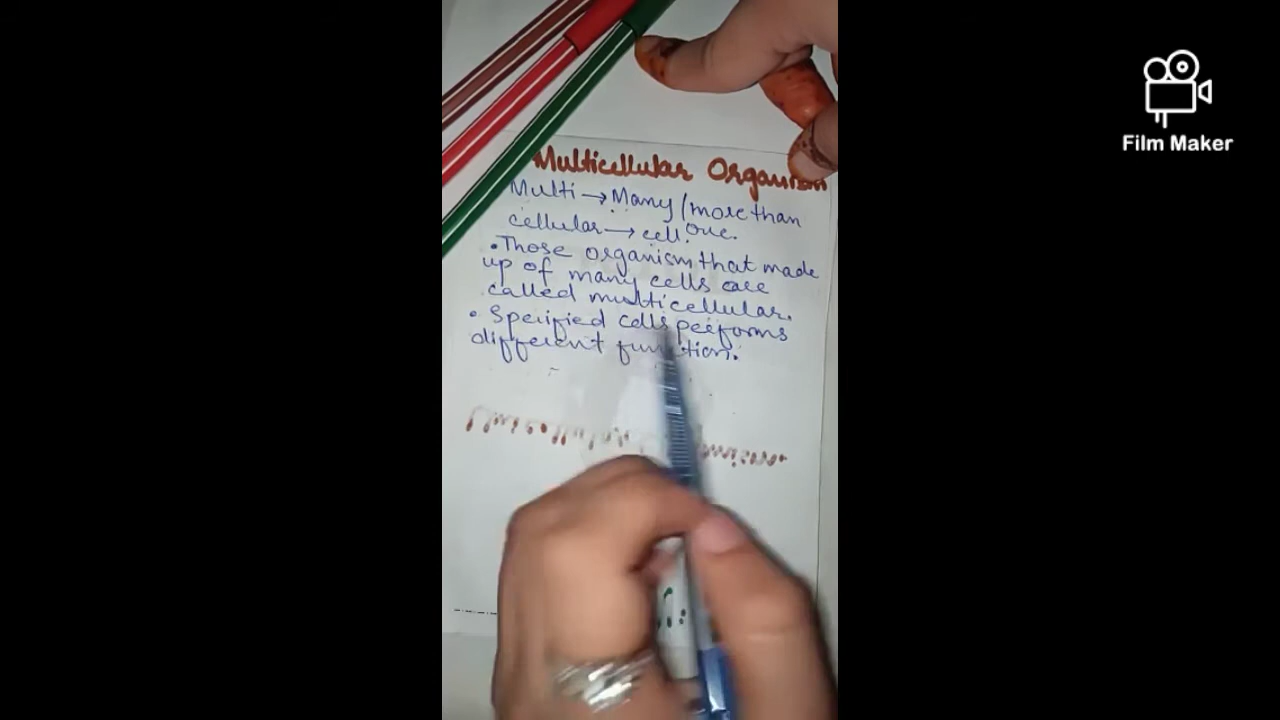 Multicellular Organism
Multi → Many / more than
cellular → cell. one.
• Those organism that made
up of many cells are
called multicellular.
• Specified cells performs
different function.
Film Maker